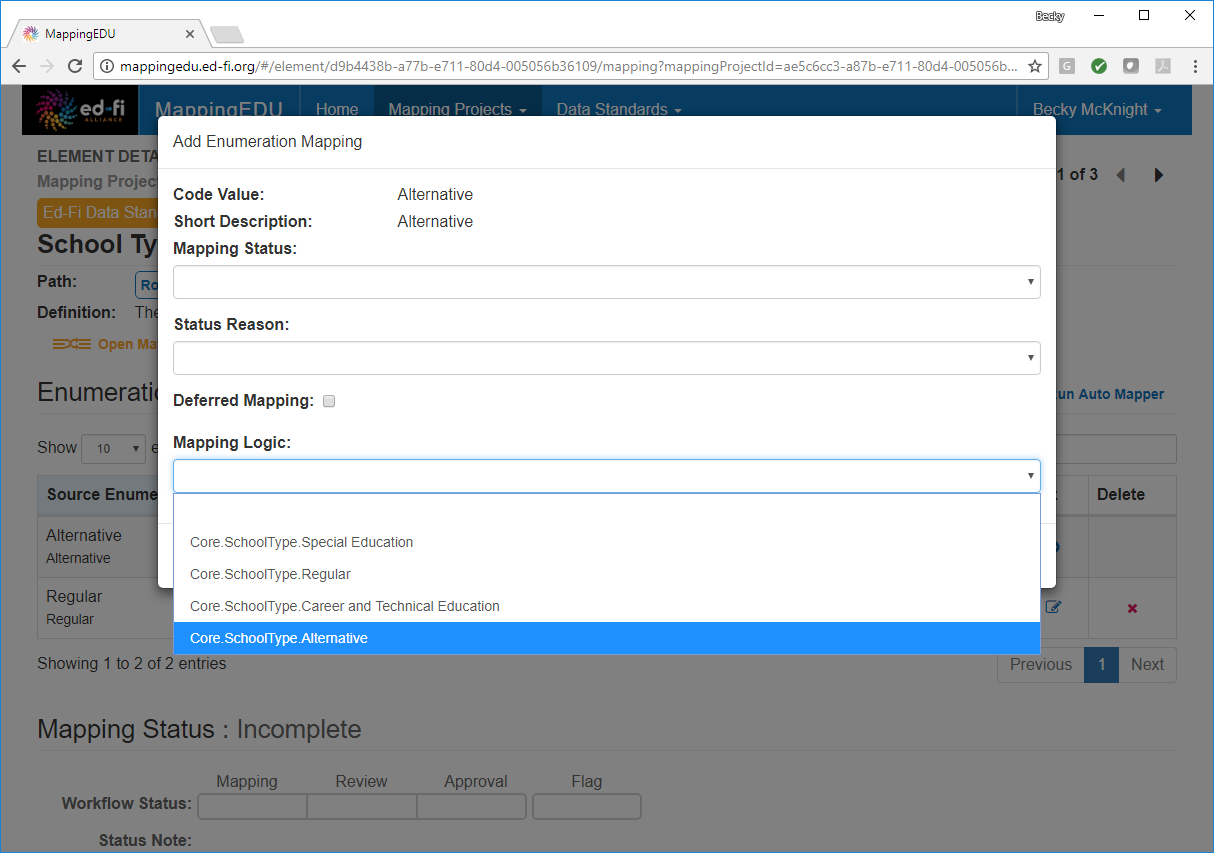 Becky
MappingEDU
mappingedu.ed-fi.org/#/element/d9b4438b-a77b-e711-80d4-005056b36109/mapping?mappingProjectId=ae5c6cc3-a87b-e711-80d4-005056b...
G
ed-fi
ALLIANCE
MappingEDU
Home
Mapping Projects
Data Standards
Becky McKnight
Add Enumeration Mapping
ELEMENT DETA
Mapping Projec
1 of 3
Ed-Fi Data Stan
School Ty
Code Value: Alternative
Short Description: Alternative
Mapping Status:
Path: Ro
Definition: The
Status Reason:
Open Ma
Enumeratio
un Auto Mapper
Deferred Mapping:
Show 10 e
Mapping Logic:
Source Enume
Delete
Core.SchoolType.Special Education
Core.SchoolType.Regular
Core.SchoolType.Career and Technical Education
Core.SchoolType.Alternative
Alternative
Alternative
Regular
Regular
Showing 1 to 2 of 2 entries
Previous 1 Next
Mapping Status : Incomplete
Mapping Review Approval Flag
Workflow Status:
Status Note: